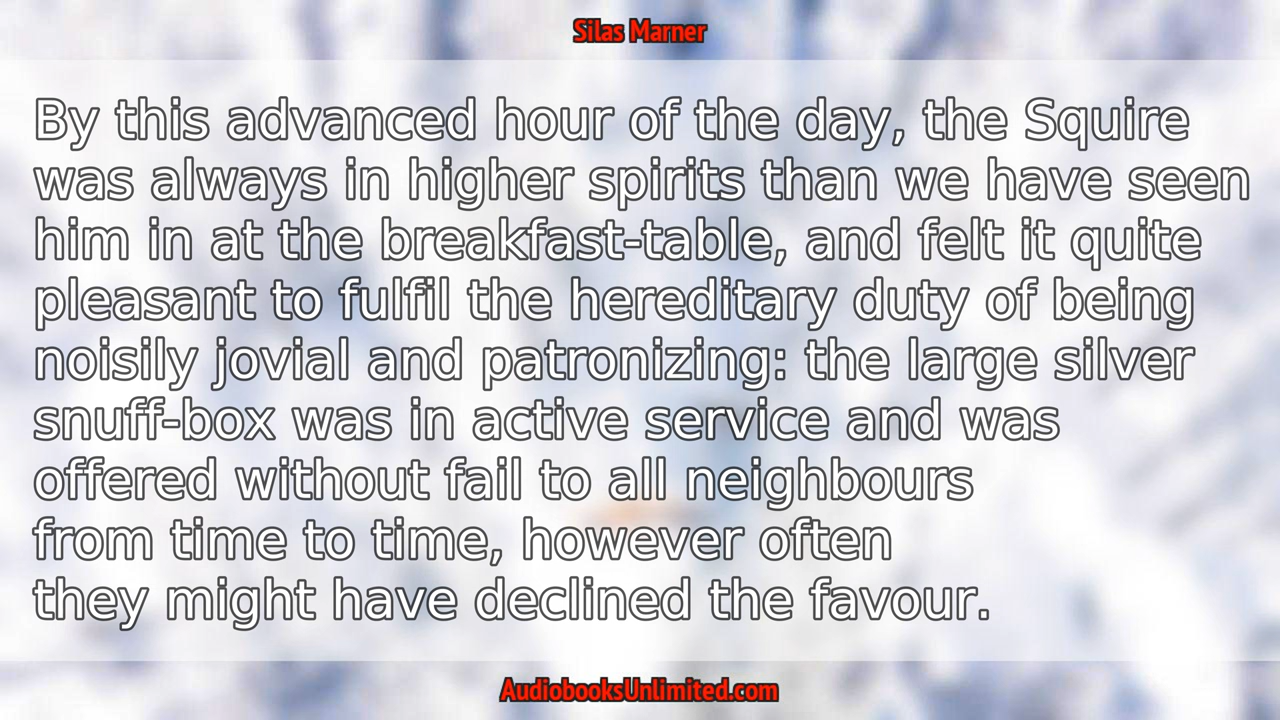 Silas Marner
By this advanced hour of the day, the Squire
was always in higher spirits than we have seen
him in at the breakfast-table, and felt it quite
pleasant to fulfil the hereditary duty of being
noisily jovial and patronizing: the large silver
snuff-box was in active service and was
offered without fail to all neighbours
from time to time, however often
they might have declined the favour.
AudiobooksUnlimited.com